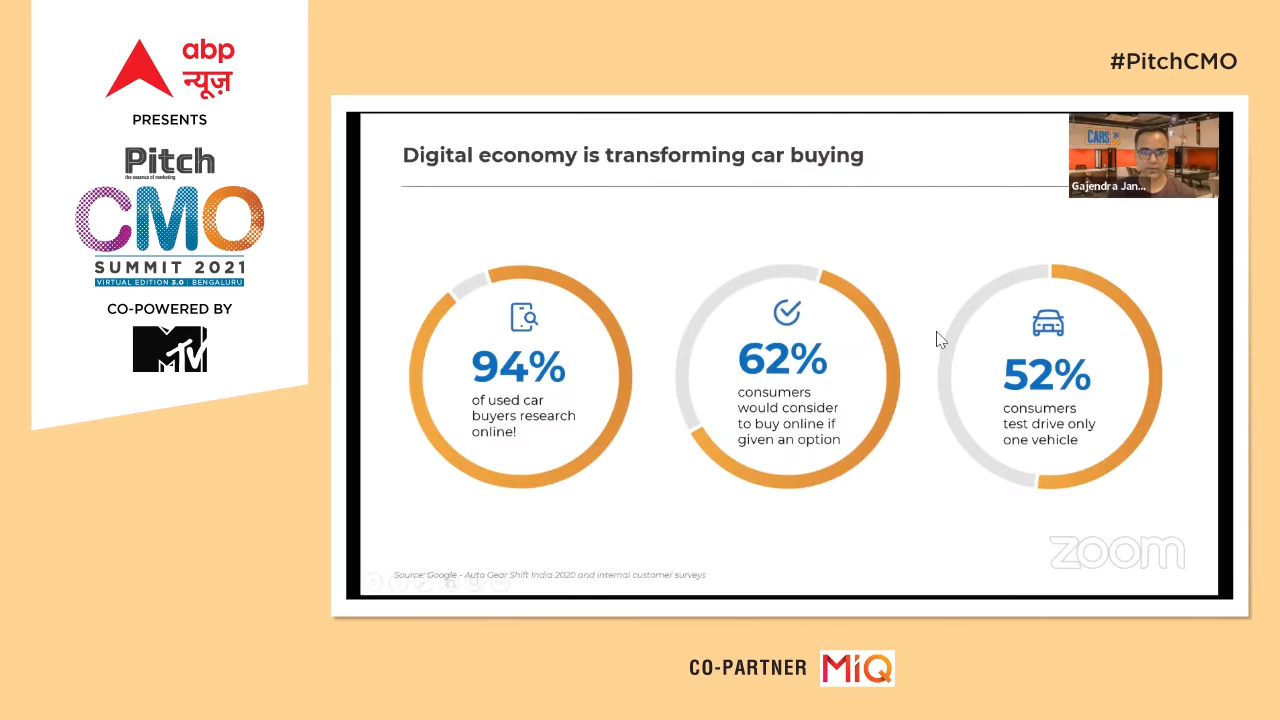 abp
न्यूज़
PRESENTS
Pitch
the essence of marketing
CMO
SUMMIT 2021
VIRTUAL EDITION 3.0 | BENGALURU
CO-POWERED BY
MTV
#PitchCMO
Digital economy is transforming car buying
CARS
Gajendra Jan...
94%
of used car
buyers research
online!
62%
consumers
would consider
to buy online if
given an option
52%
consumers
test drive only
one vehicle
zoom
Source: Google - Auto Gear Shift India 2020 and internal customer surveys
CO-PARTNER
MiQ